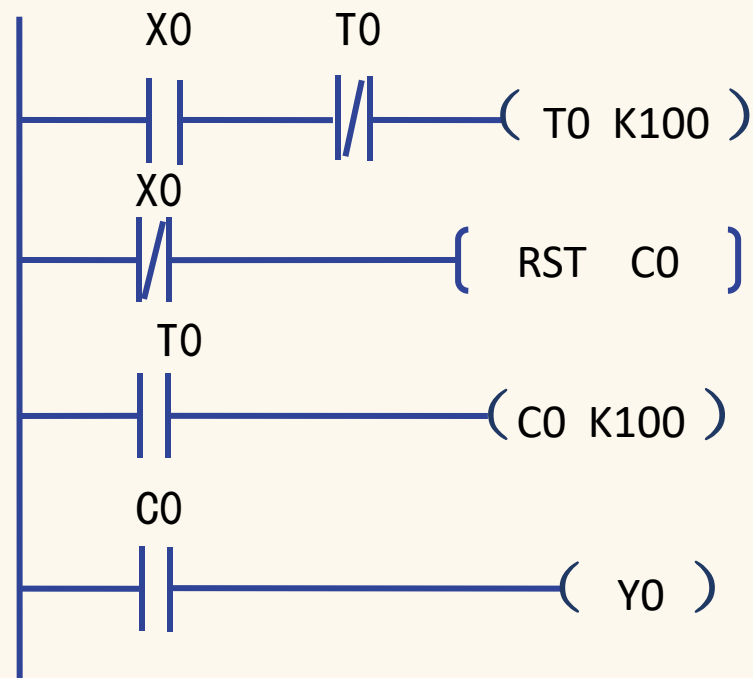 X0 T0
( T0 K100 )
X0
[ RST C0 ]
T0
( C0 K100 )
C0
( Y0 )